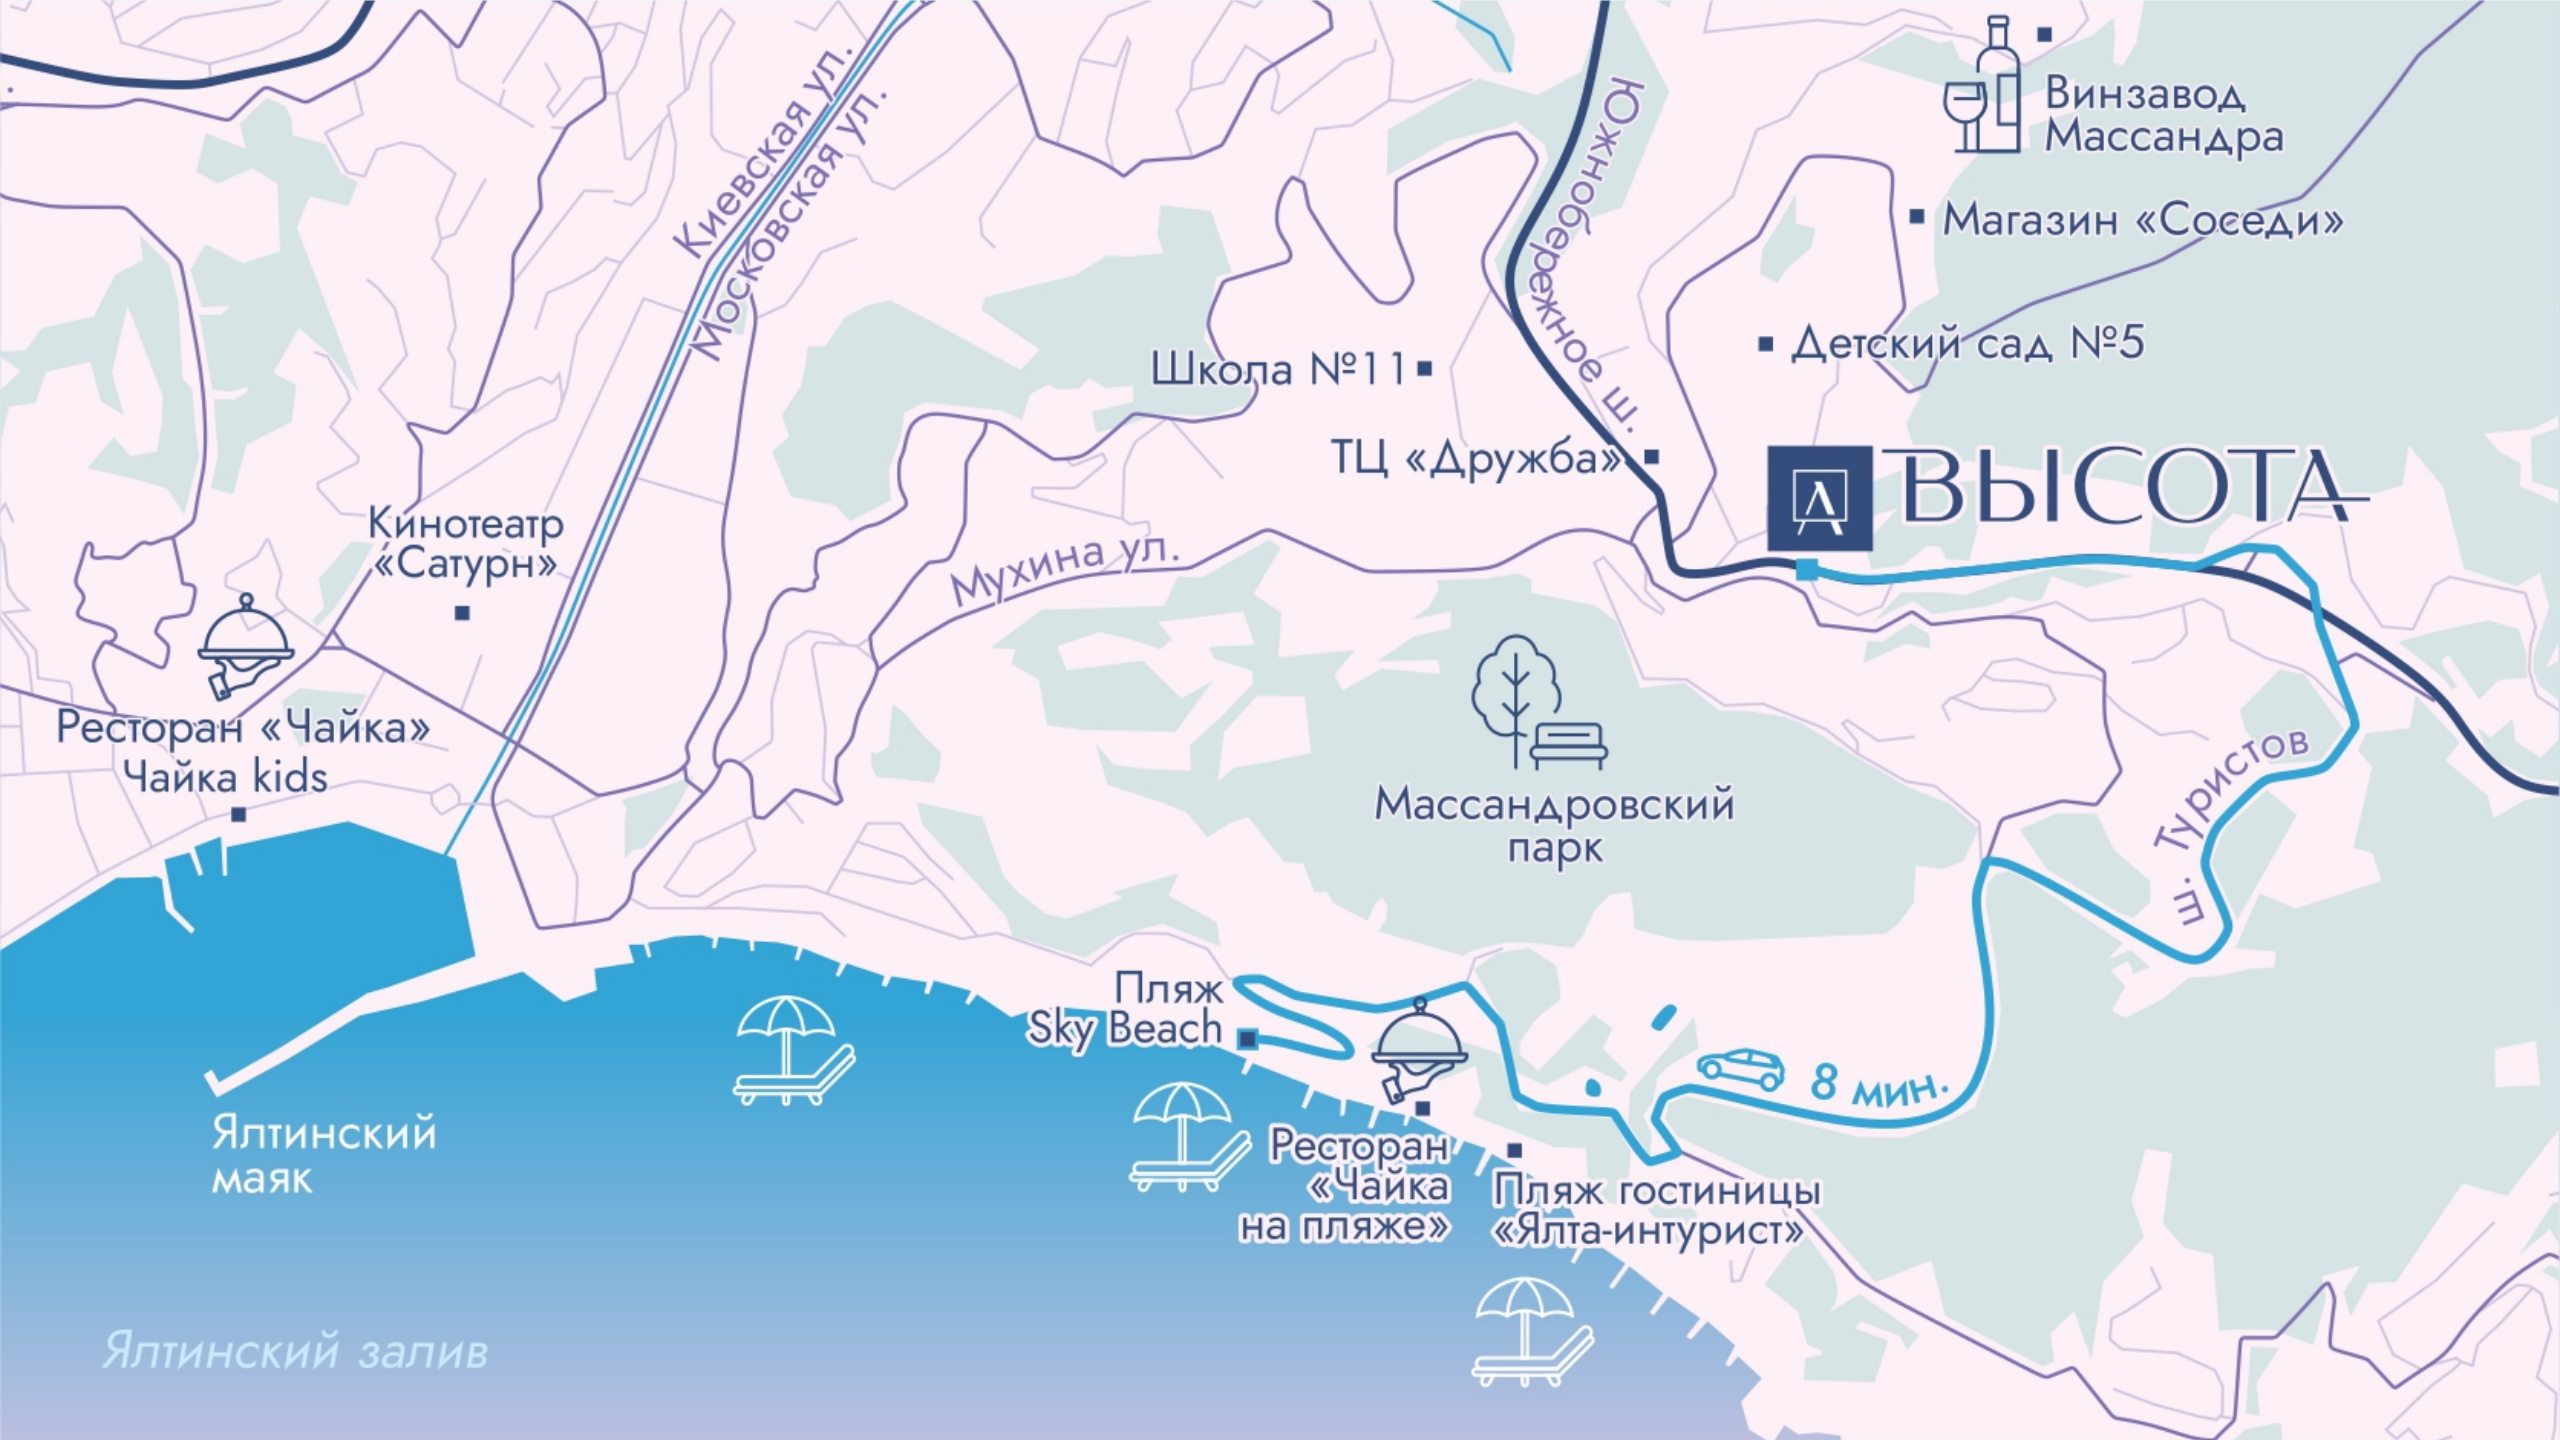 Киевская ул.
Московская ул.
Южнобережное ш.
Винзавод
Массандра
Магазин «Соседи»
Детский сад №5
Школа №11
ТЦ «Дружба»
ВЫСОТА
Кинотеатр
«Сатурн»
Мухина ул.
Ресторан «Чайка»
Чайка kids
Массандровский
парк
Туристов ш.
Пляж
Sky Beach
8 мин.
Ялтинский
маяк
Ресторан
«Чайка
на пляже»
Пляж гостиницы
«Ялта-интурист»
Ялтинский залив